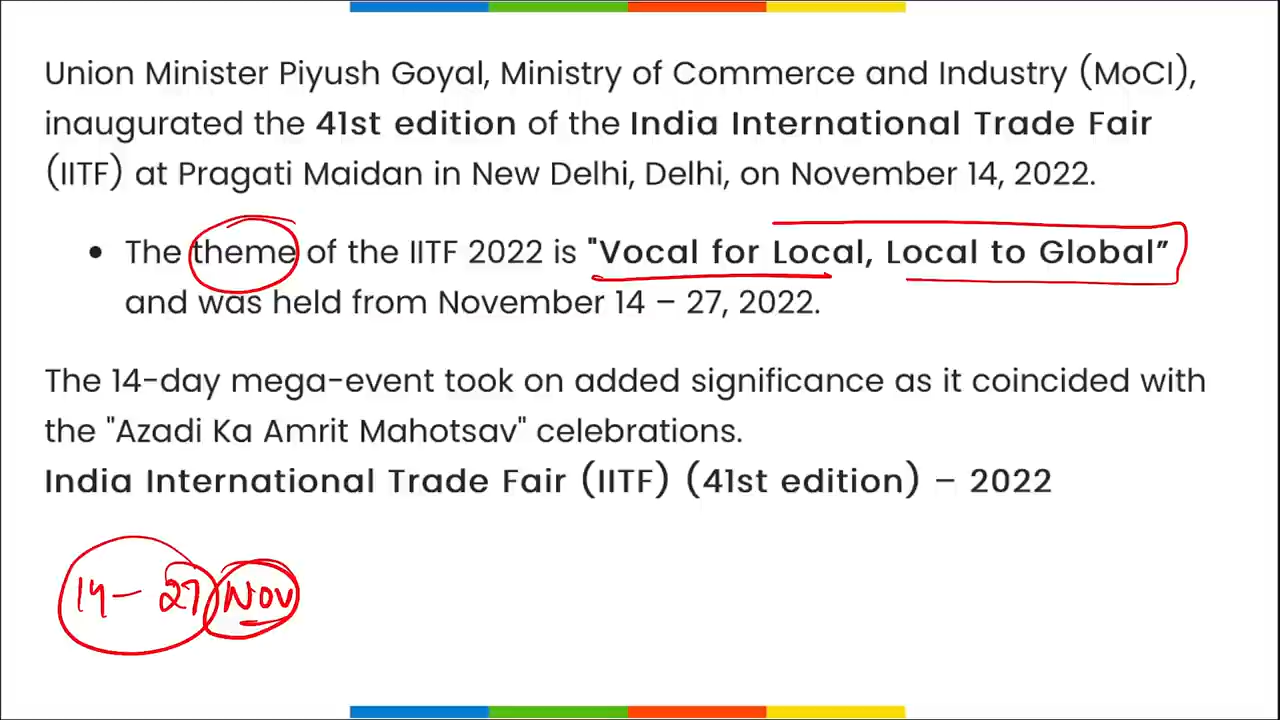 Union Minister Piyush Goyal, Ministry of Commerce and Industry (MoCI),
inaugurated the 41st edition of the India International Trade Fair
(IITF) at Pragati Maidan in New Delhi, Delhi, on November 14, 2022.
• The theme of the IITF 2022 is "Vocal for Local, Local to Global”
and was held from November 14 – 27, 2022.
The 14-day mega-event took on added significance as it coincided with
the "Azadi Ka Amrit Mahotsav" celebrations.
India International Trade Fair (IITF) (41st edition) – 2022
14 – 27 Nov